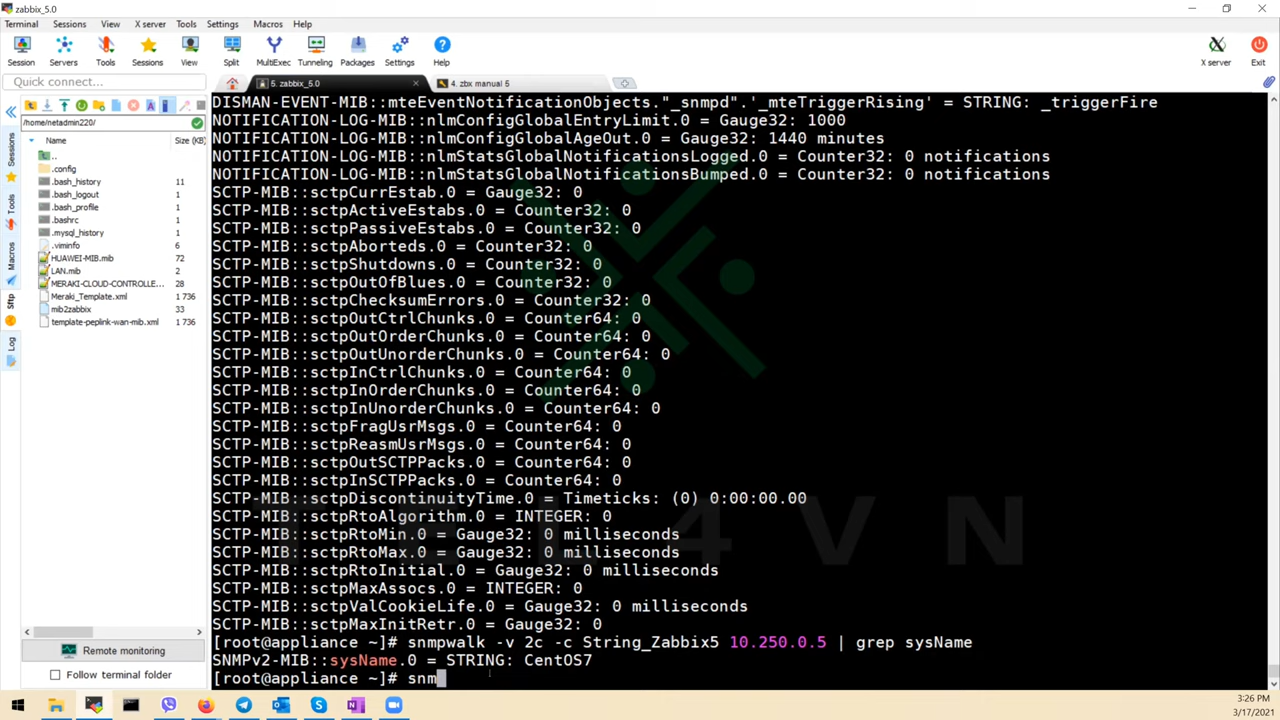 zabbix_5.0
Terminal Sessions View X server Tools Settings Macros Help
Session Servers Tools Sessions View Split MultiExec Tunneling Packages Settings Help X server Exit
Quick connect...
5. zabbix_5.0
4. zbx manual 5
/home/netadmin220/
Name Size (KB)
..
.config
.bash_history 11
.bash_logout 1
.bash_profile 1
.bashrc 1
.mysql_history 1
.viminfo 6
HUAWEI-MIB.mib 72
LAN.mib 2
MERAKI-CLOUD-CONTROLLE... 28
Meraki_Template.xml 1 736
mib2zabbix 33
template-peplink-wan-mib.xml 1 736
Sessions
Tools
Macros
Sftp
Log
Remote monitoring
Follow terminal folder
DISMAN-EVENT-MIB::mteEventNotificationObjects."_snmpd".'_mteTriggerRising' = STRING: _triggerFire
NOTIFICATION-LOG-MIB::nlmConfigGlobalEntryLimit.0 = Gauge32: 1000
NOTIFICATION-LOG-MIB::nlmConfigGlobalAgeOut.0 = Gauge32: 1440 minutes
NOTIFICATION-LOG-MIB::nlmStatsGlobalNotificationsLogged.0 = Counter32: 0 notifications
NOTIFICATION-LOG-MIB::nlmStatsGlobalNotificationsBumped.0 = Counter32: 0 notifications
SCTP-MIB::sctpCurrEstab.0 = Gauge32: 0
SCTP-MIB::sctpActiveEstabs.0 = Counter32: 0
SCTP-MIB::sctpPassiveEstabs.0 = Counter32: 0
SCTP-MIB::sctpAborteds.0 = Counter32: 0
SCTP-MIB::sctpShutdowns.0 = Counter32: 0
SCTP-MIB::sctpOutOfBlues.0 = Counter32: 0
SCTP-MIB::sctpChecksumErrors.0 = Counter32: 0
SCTP-MIB::sctpOutCtrlChunks.0 = Counter64: 0
SCTP-MIB::sctpOutOrderChunks.0 = Counter64: 0
SCTP-MIB::sctpOutUnorderChunks.0 = Counter64: 0
SCTP-MIB::sctpInCtrlChunks.0 = Counter64: 0
SCTP-MIB::sctpInOrderChunks.0 = Counter64: 0
SCTP-MIB::sctpInUnorderChunks.0 = Counter64: 0
SCTP-MIB::sctpFragUsrMsgs.0 = Counter64: 0
SCTP-MIB::sctpReasmUsrMsgs.0 = Counter64: 0
SCTP-MIB::sctpOutSCTPPacks.0 = Counter64: 0
SCTP-MIB::sctpInSCTPPacks.0 = Counter64: 0
SCTP-MIB::sctpDiscontinuityTime.0 = Timeticks: (0) 0:00:00.00
SCTP-MIB::sctpRtoAlgorithm.0 = INTEGER: 0
SCTP-MIB::sctpRtoMin.0 = Gauge32: 0 milliseconds
SCTP-MIB::sctpRtoMax.0 = Gauge32: 0 milliseconds
SCTP-MIB::sctpRtoInitial.0 = Gauge32: 0 milliseconds
SCTP-MIB::sctpMaxAssocs.0 = INTEGER: 0
SCTP-MIB::sctpValCookieLife.0 = Gauge32: 0 milliseconds
SCTP-MIB::sctpMaxInitRetr.0 = Gauge32: 0
[root@appliance ~]# snmpwalk -v 2c -c String_Zabbix5 10.250.0.5 | grep sysName
SNMPv2-MIB::sysName.0 = STRING: CentOS7
[root@appliance ~]# snm
TEL4VN
3:26 PM
3/17/2021